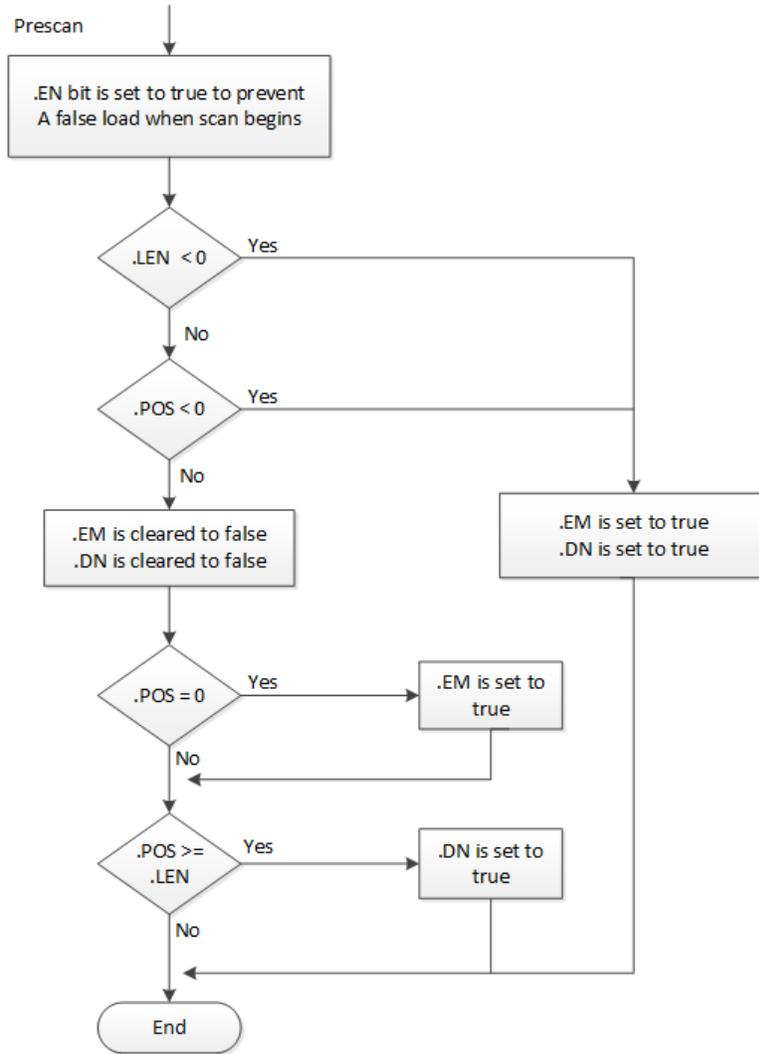 Prescan
.EN bit is set to true to prevent
A false load when scan begins
.LEN < 0
Yes
No
.POS < 0
Yes
No
.EM is cleared to false
.DN is cleared to false
.EM is set to true
.DN is set to true
.POS = 0
Yes
.EM is set to
true
No
.POS >=
.LEN
Yes
.DN is set to
true
No
End